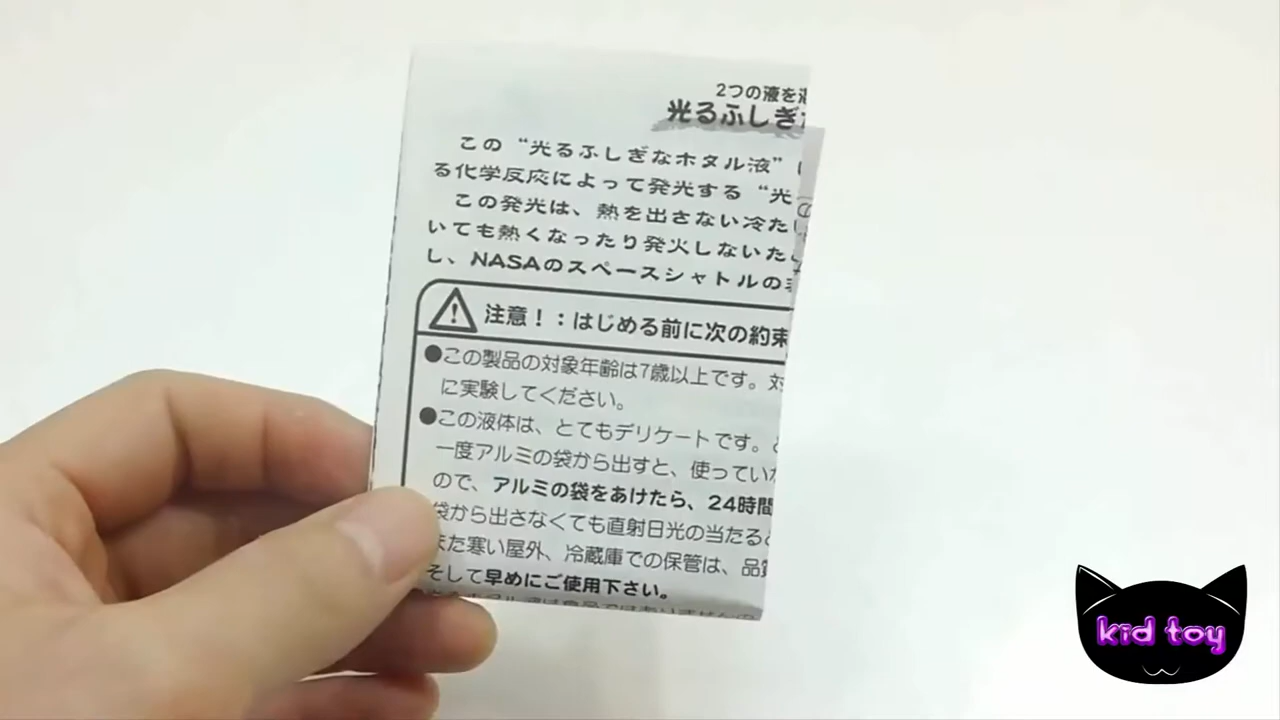 2つの液を
光るふしぎ
この“光るふしぎなホタル液”
る化学反応によって発光する“光
この発光は、熱を出さない冷た
いても熱くなったり発火しないた
し、NASAのスペースシャトルの
注意！：はじめる前に次の約束
●この製品の対象年齢は7歳以上です。対
に実験してください。
●この液体は、とてもデリケートです。
一度アルミの袋から出すと、使ってい
ので、アルミの袋をあけたら、24時間
袋から出さなくても直射日光の当たる
また寒い屋外、冷蔵庫での保管は、品質
そして早めにご使用下さい。
kid toy